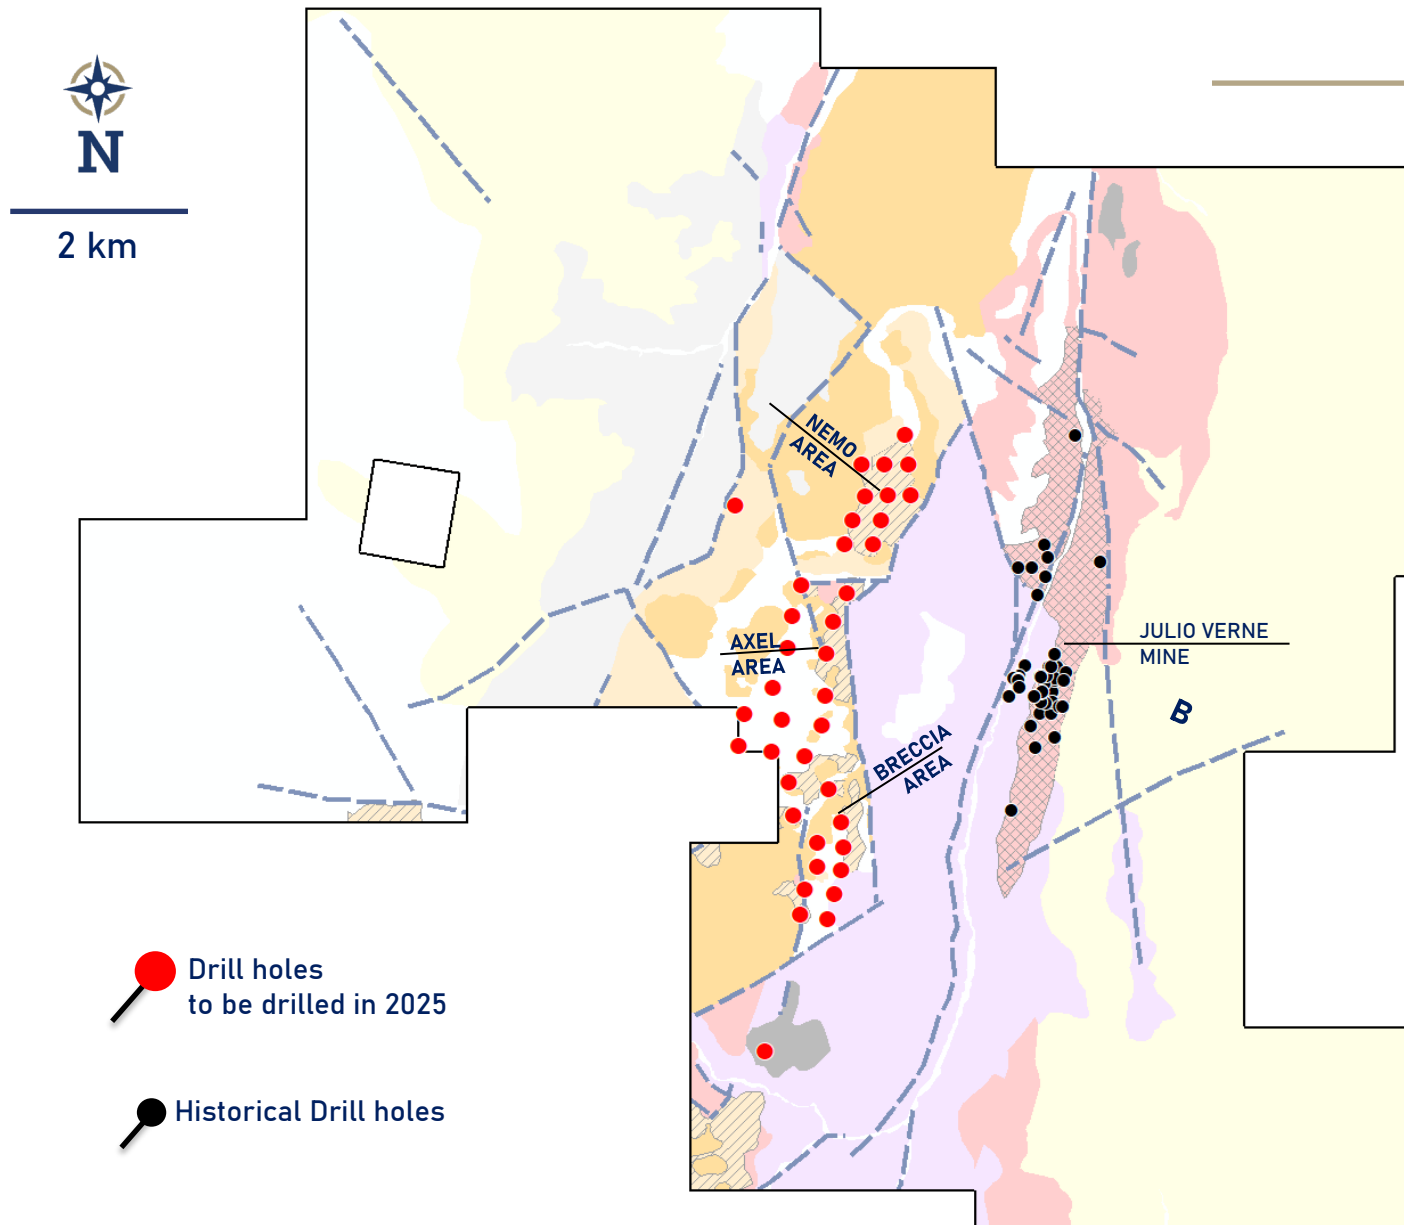 N
2 km
NEMO
AREA
AXEL
AREA
JULIO VERNE
MINE
B
BRECCIA
AREA
Drill holes
to be drilled in 2025
Historical Drill holes